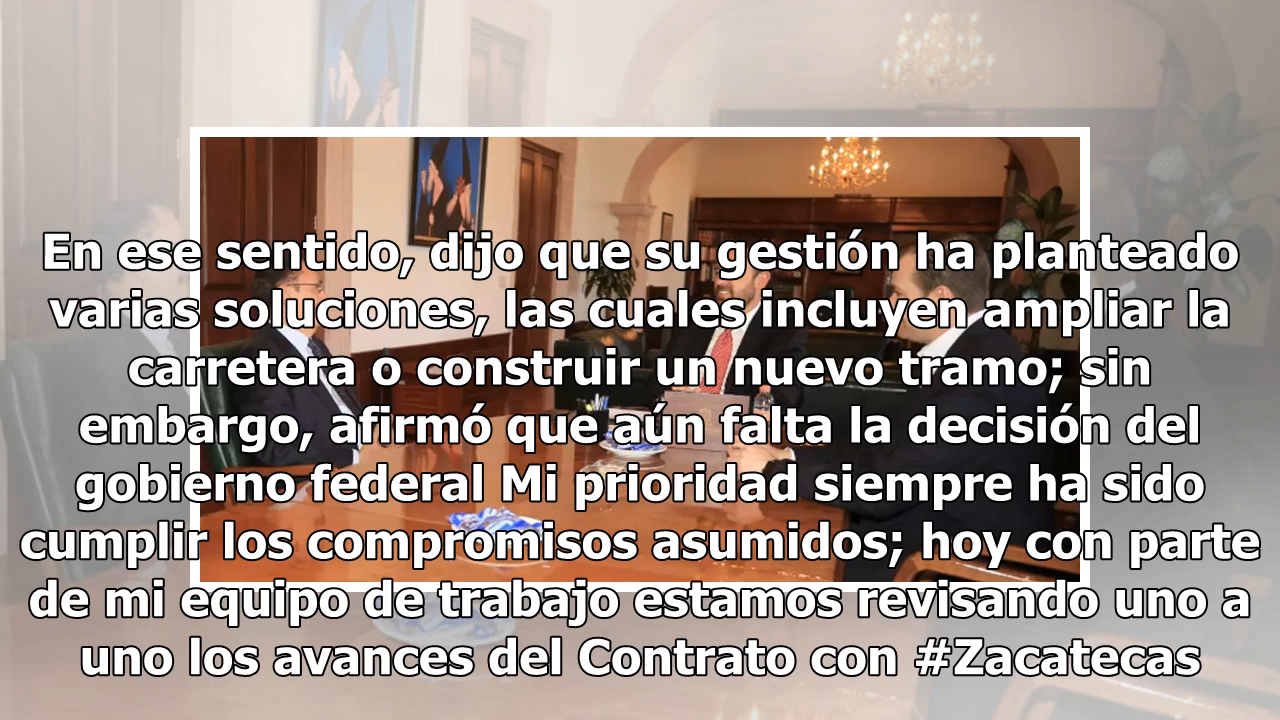 En ese sentido, dijo que su gestión ha planteado
varias soluciones, las cuales incluyen ampliar la
carretera o construir un nuevo tramo; sin
embargo, afirmó que aún falta la decisión del
gobierno federal Mi prioridad siempre ha sido
cumplir los compromisos asumidos; hoy con parte
de mi equipo de trabajo estamos revisando uno a
uno los avances del Contrato con #Zacatecas